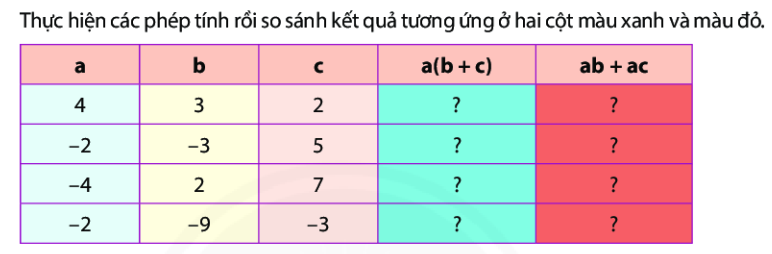 Thực hiện các phép tính rồi so sánh kết quả tương ứng ở hai cột màu xanh và màu đỏ.
a b c a(b + c) ab + ac
4 3 2 ? ?
–2 –3 5 ? ?
–4 2 7 ? ?
–2 –9 –3 ? ?